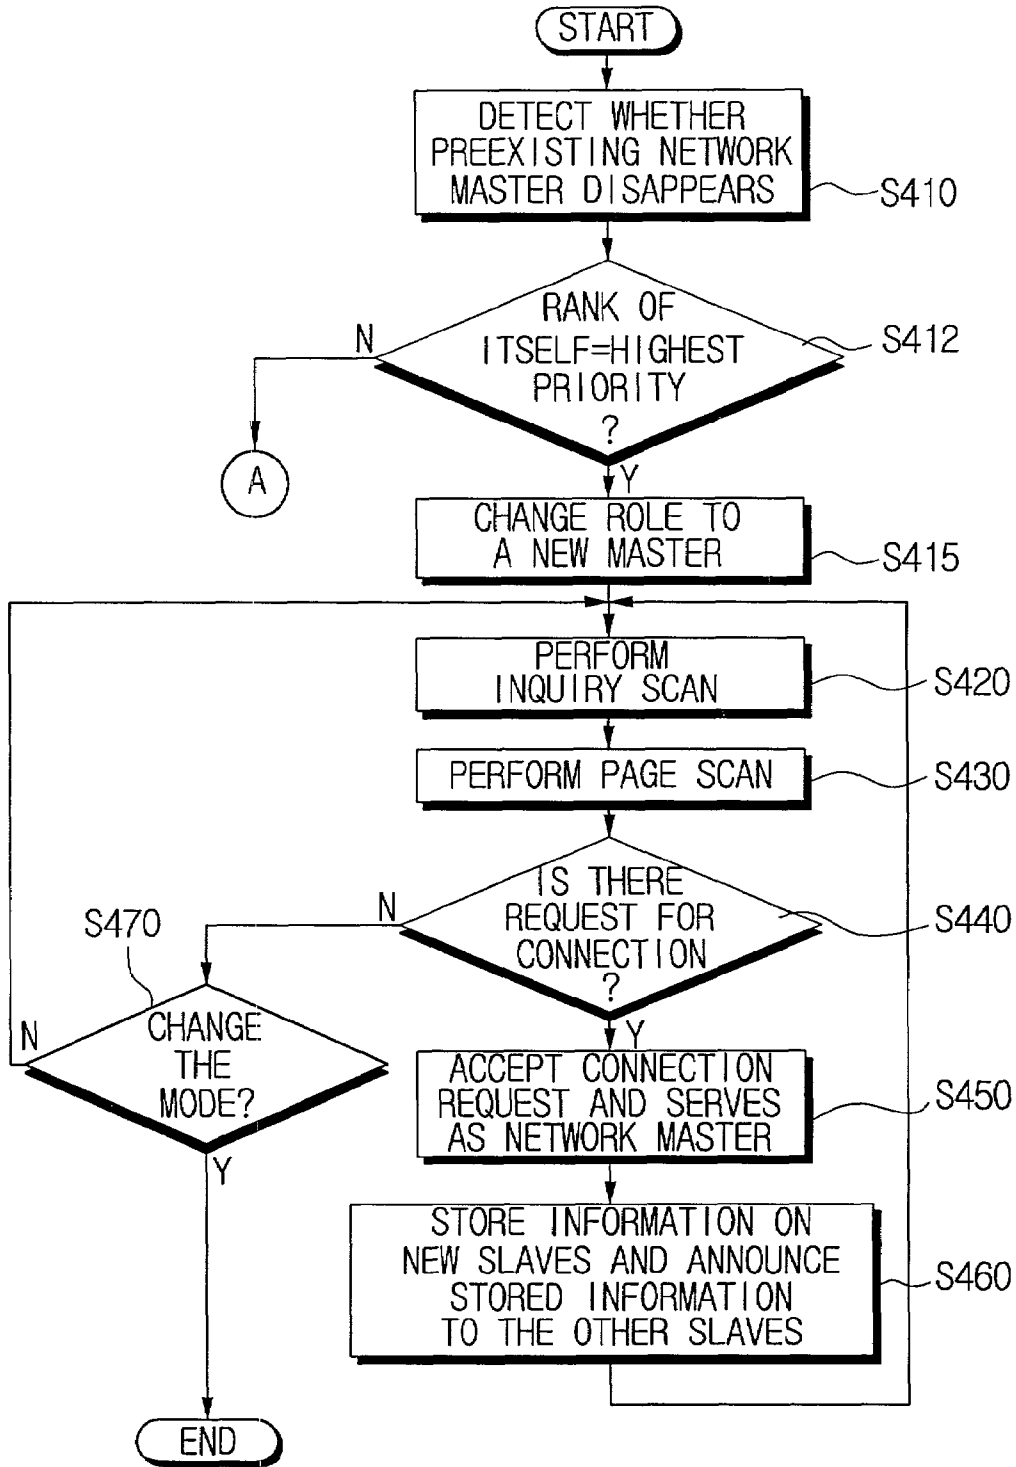 START
DETECT WHETHER
PREEXISTING NETWORK
MASTER DISAPPEARS
S410
RANK OF
ITSELF=HIGHEST
PRIORITY
?
S412
N
A
Y
CHANGE ROLE TO
A NEW MASTER
S415
PERFORM
INQUIRY SCAN
S420
PERFORM PAGE SCAN
S430
IS THERE
REQUEST FOR
CONNECTION
?
S440
N
S470
CHANGE
THE
MODE?
N
Y
Y
ACCEPT CONNECTION
REQUEST AND SERVES
AS NETWORK MASTER
S450
STORE INFORMATION ON
NEW SLAVES AND ANNOUNCE
STORED INFORMATION
TO THE OTHER SLAVES
S460
END